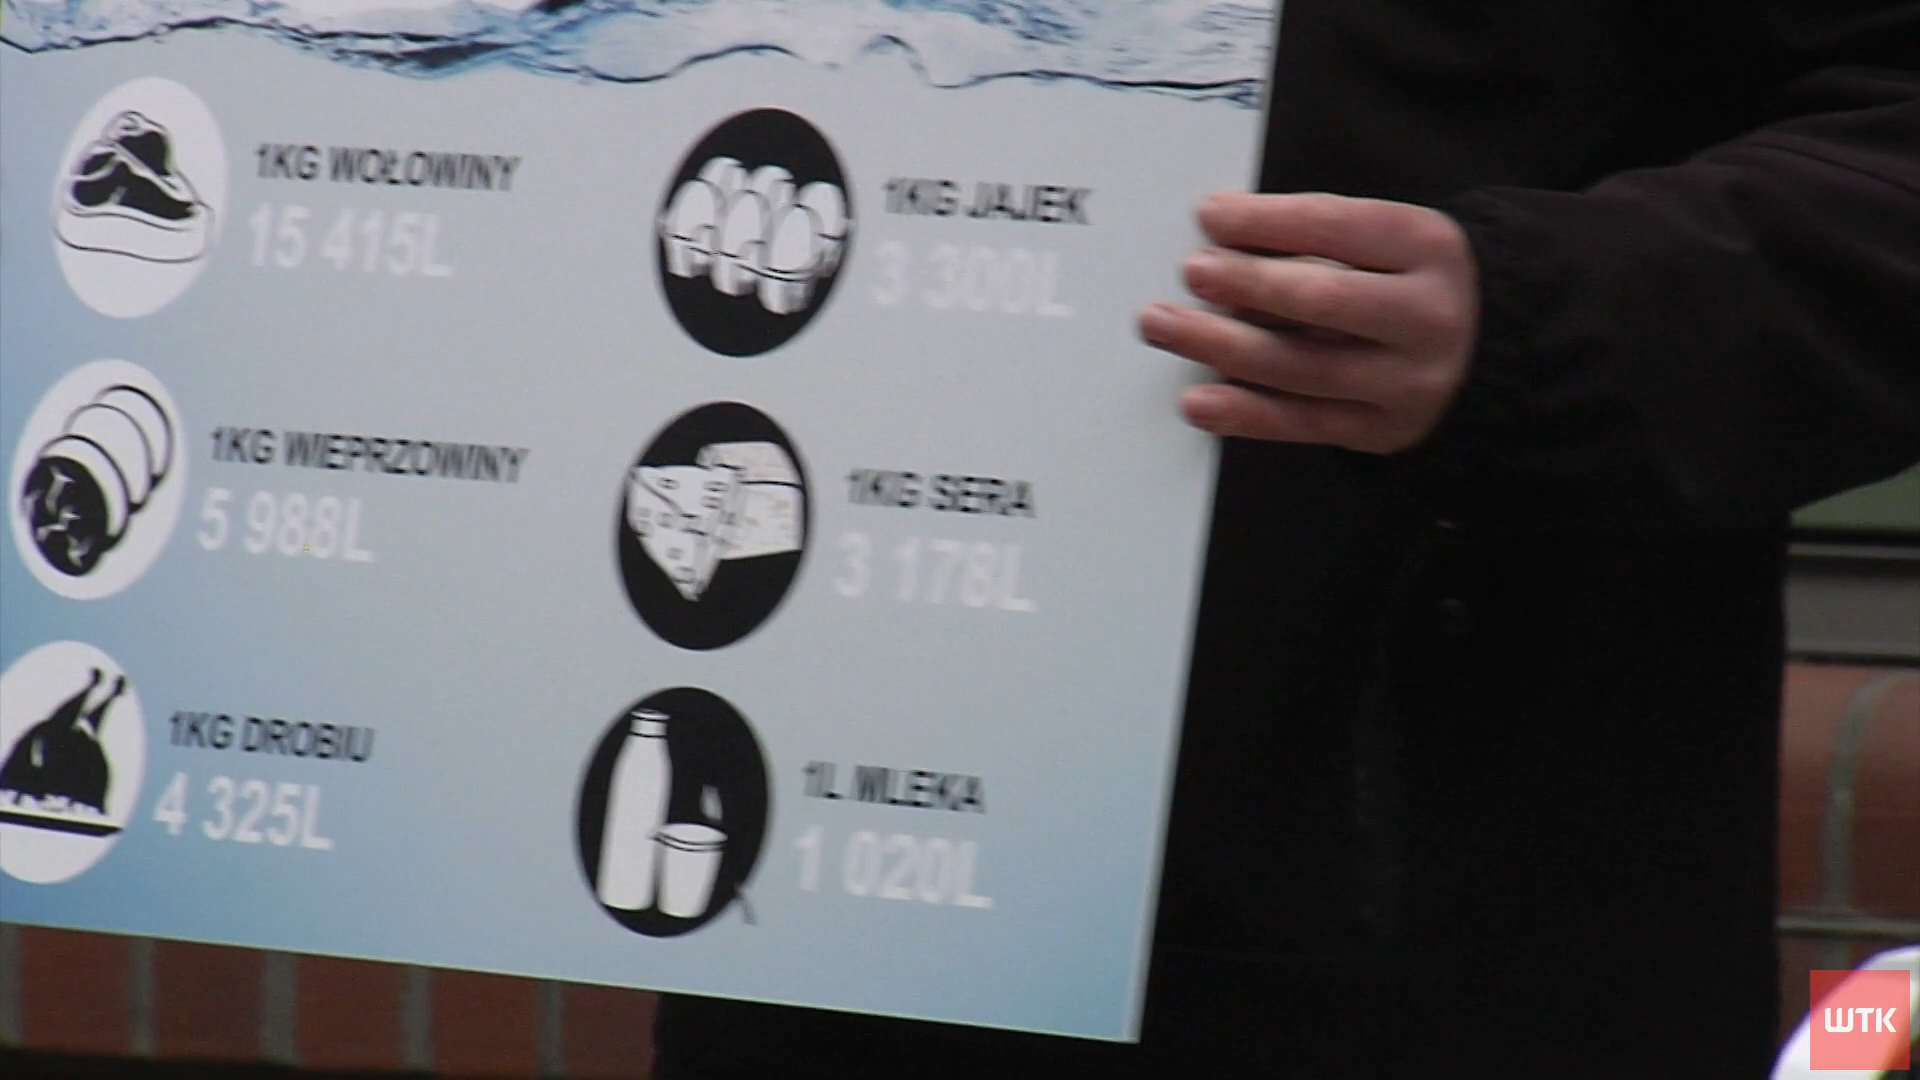 1KG WOŁOWINY
15 415L
1KG JAJEK
3 300L
1KG WIEPRZOWINY
5 988L
1KG SERA
3 178L
1KG DROBIU
4 325L
1L MLEKA
1 020L
WTK